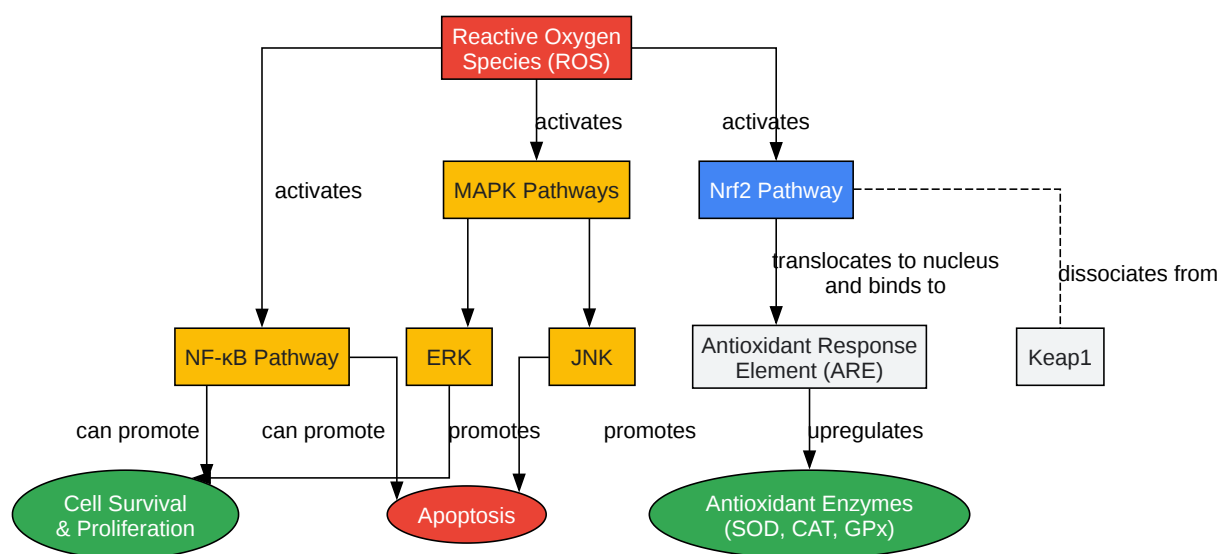 Reactive Oxygen
Species (ROS)
activates
activates
MAPK Pathways
Nrf2 Pathway
activates
translocates to nucleus
and binds to
dissociates from
NF-κB Pathway
ERK
JNK
Antioxidant Response
Element (ARE)
Keap1
can promote
can promote
promotes
promotes
upregulates
Cell Survival
& Proliferation
Apoptosis
Antioxidant Enzymes
(SOD, CAT, GPx)